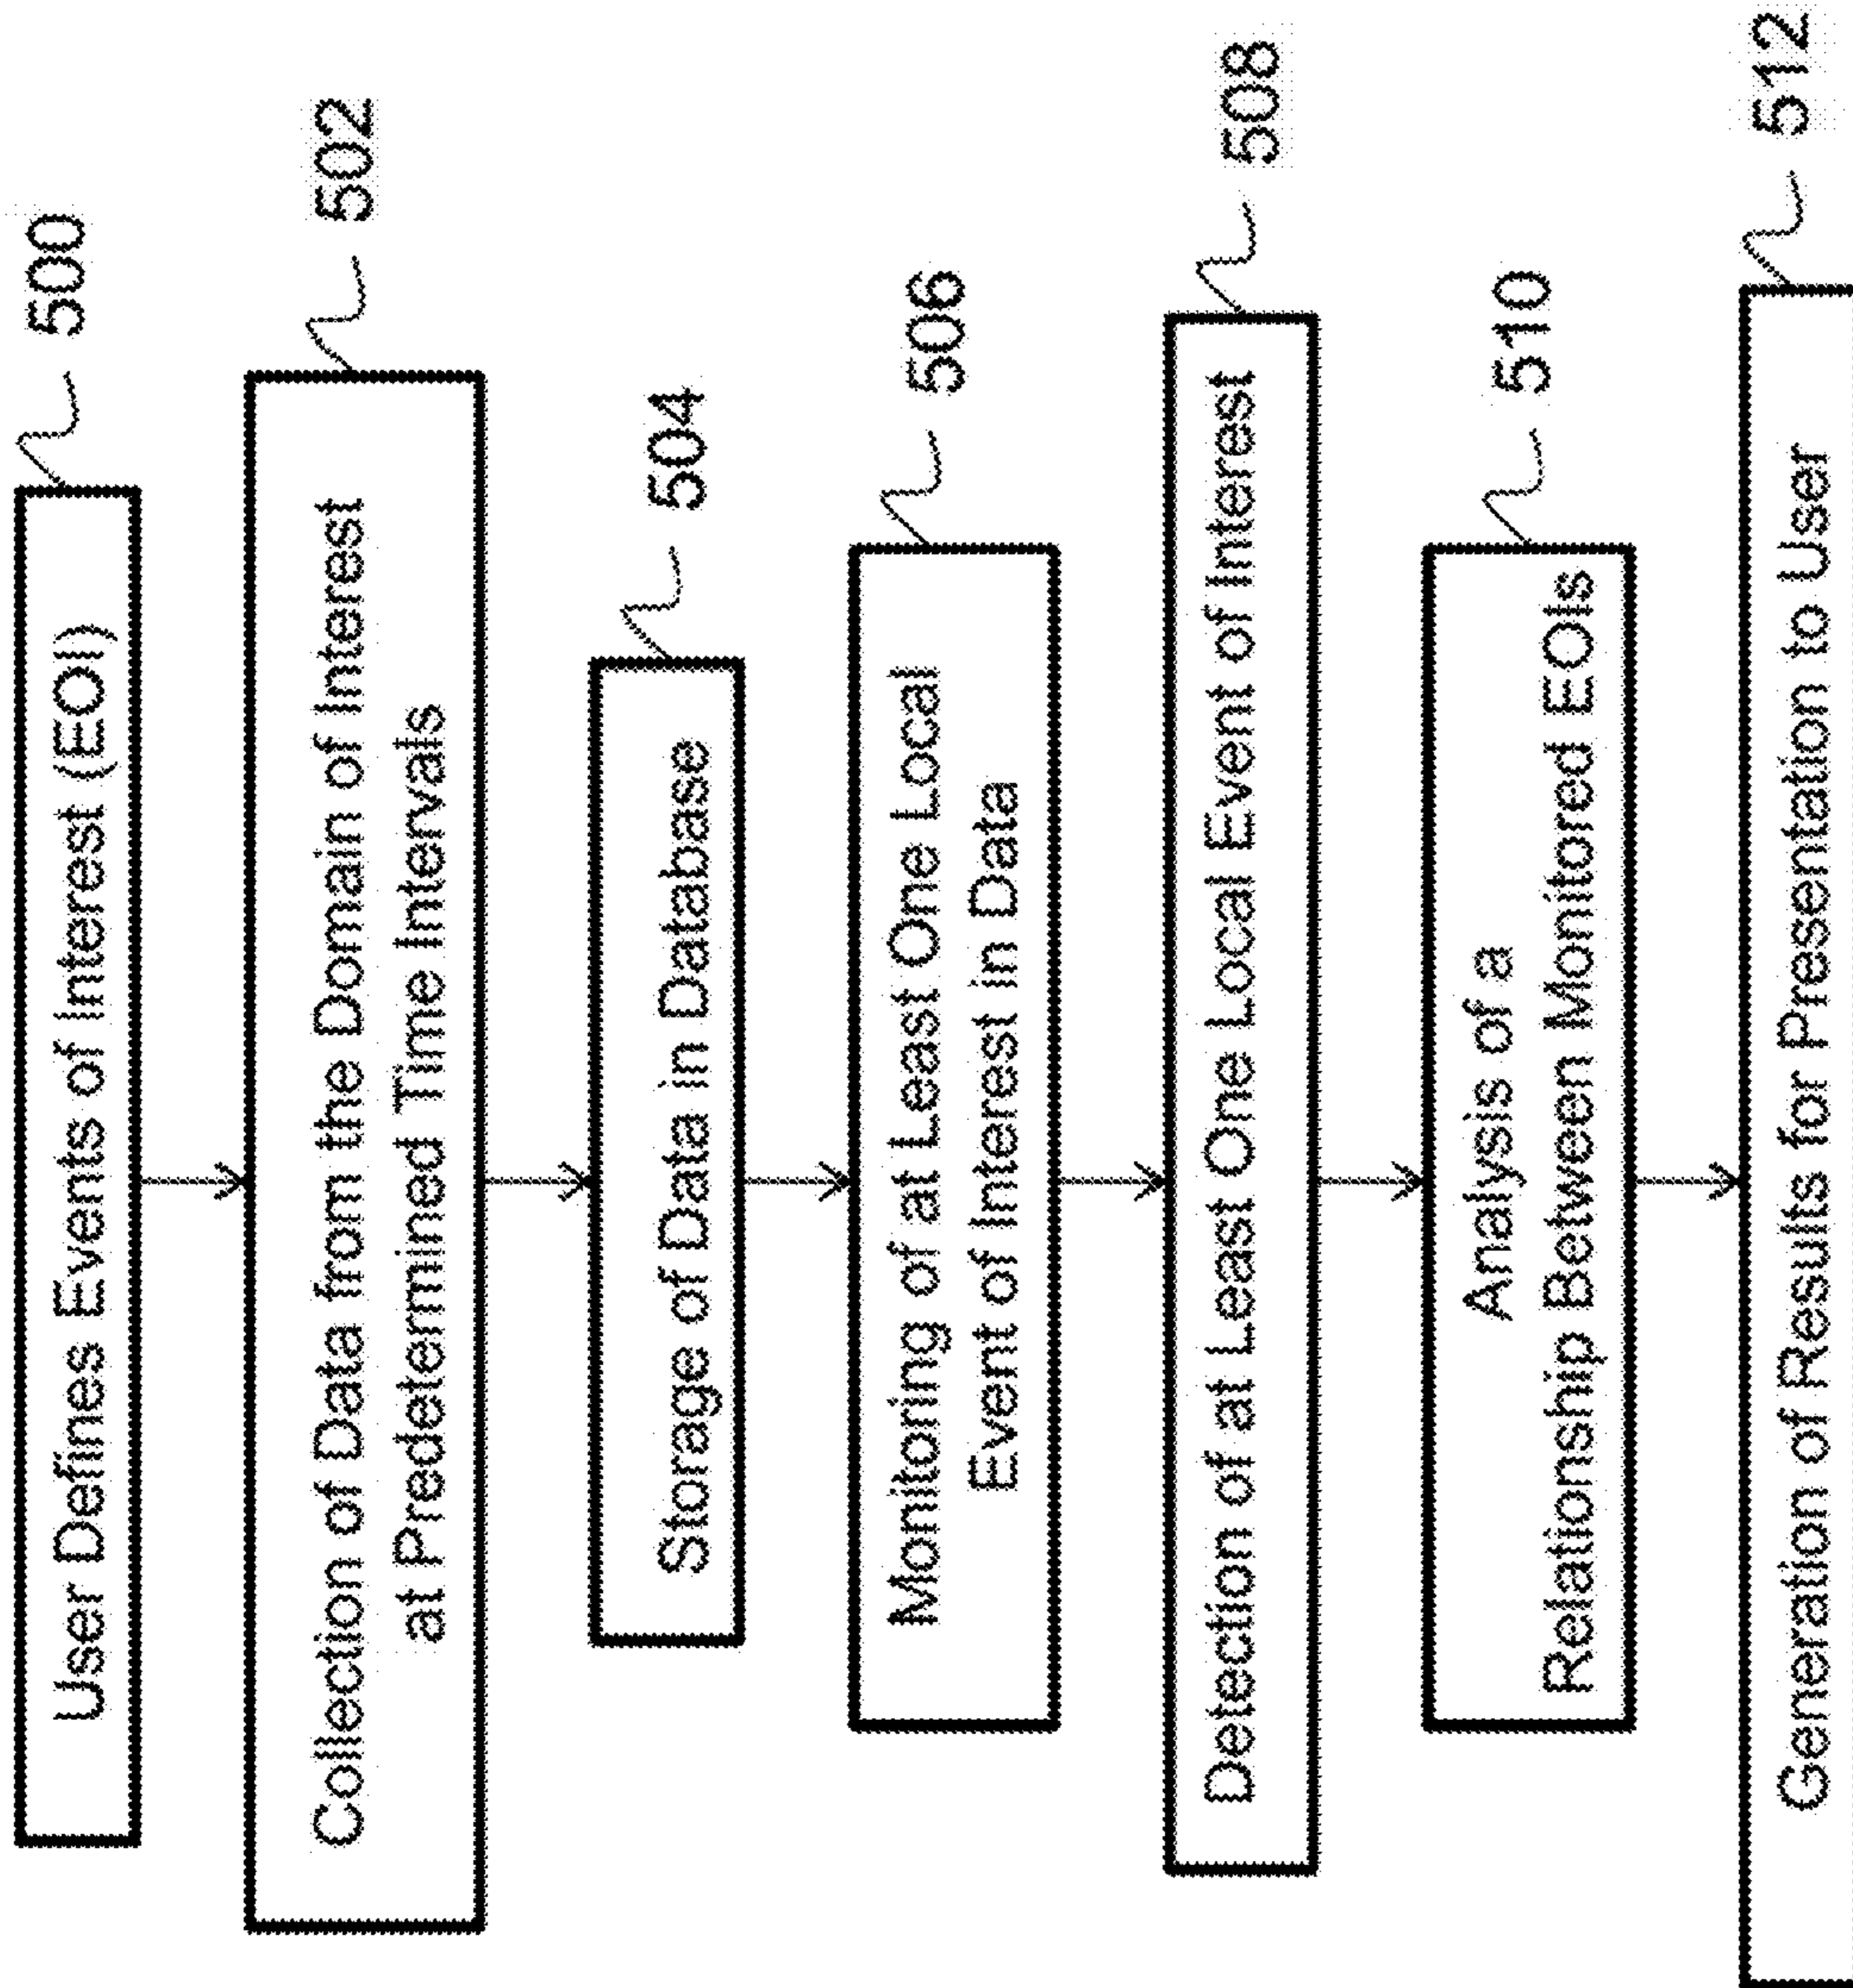 User Defines Events of Interest (EOI)
500
Collection of Data from the Domain of Interest
at Predetermined Time Intervals
502
Storage of Data in Database
504
Monitoring of at Least One Local
Event of Interest in Data
506
Detection of at Least One Local Event of Interest
508
Analysis of a
Relationship Between Monitored EOIs
510
Generation of Results for Presentation to User
512